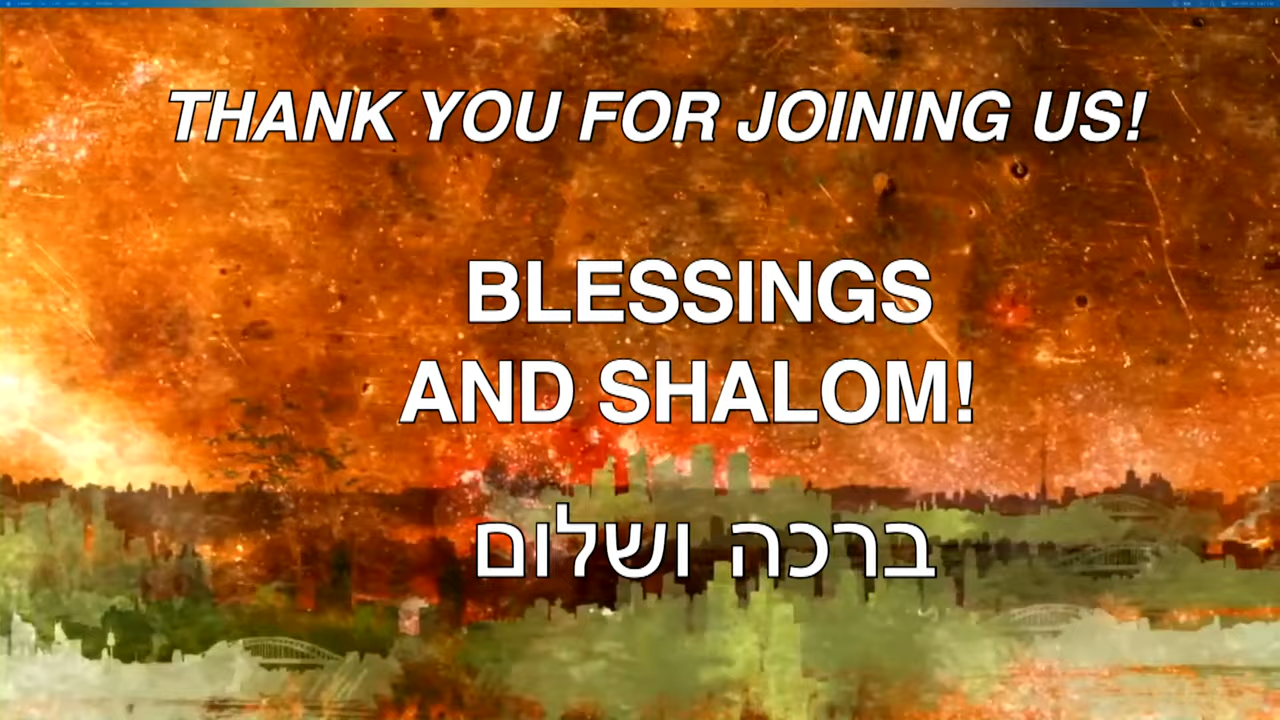 THANK YOU FOR JOINING US!
BLESSINGS
AND SHALOM!
ברכה ושלום